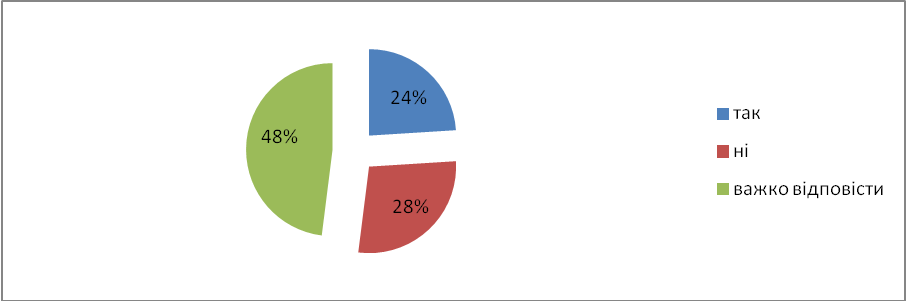 24%
28%
48%
так
ні
важко відповісти